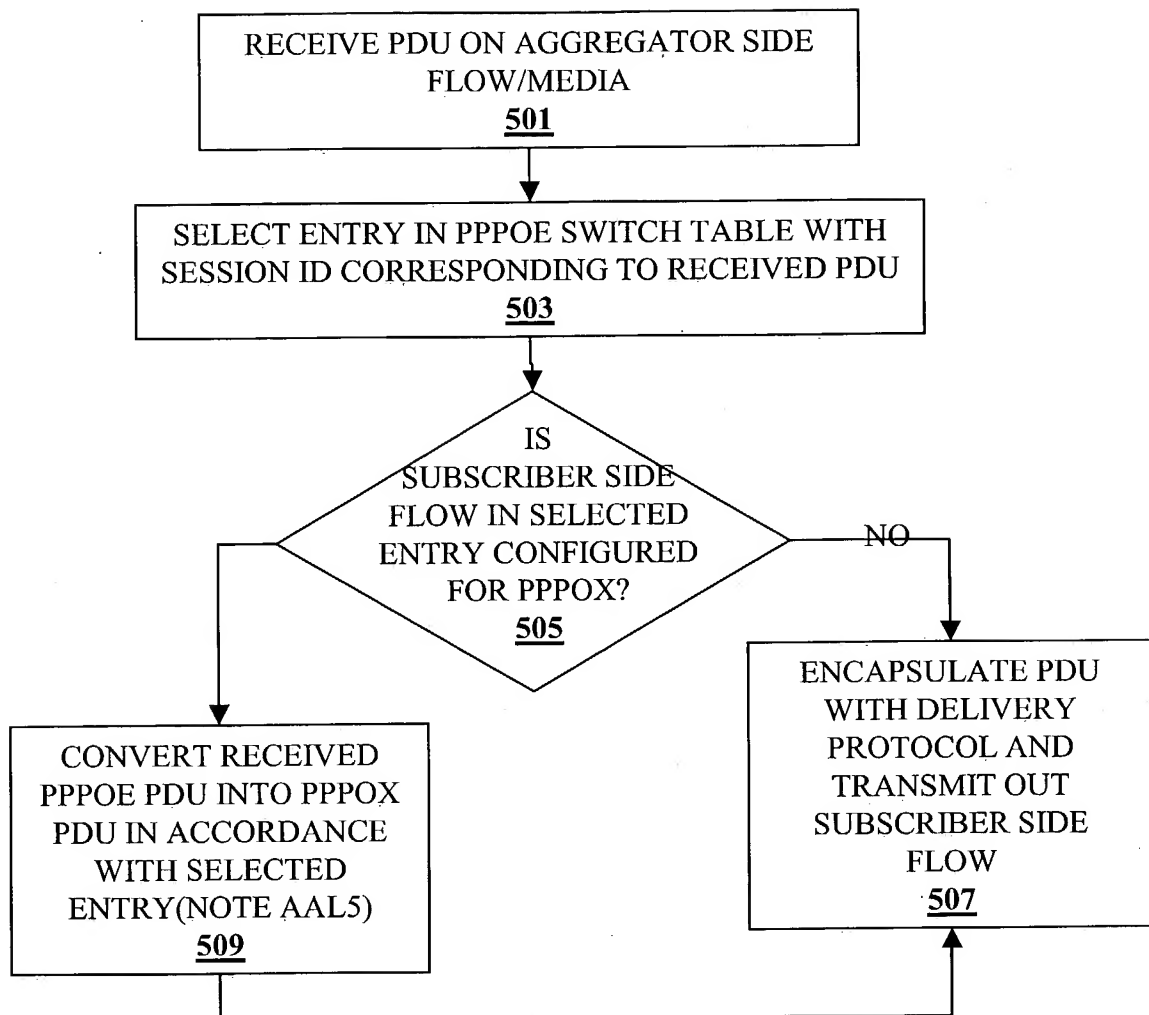 RECEIVE PDU ON AGGREGATOR SIDE
FLOW/MEDIA
501
SELECT ENTRY IN PPPOE SWITCH TABLE WITH
SESSION ID CORRESPONDING TO RECEIVED PDU
503
IS
SUBSCRIBER SIDE
FLOW IN SELECTED
ENTRY CONFIGURED
FOR PPPOX?
505
NO
ENCAPSULATE PDU
WITH DELIVERY
PROTOCOL AND
TRANSMIT OUT
SUBSCRIBER SIDE
FLOW
507
CONVERT RECEIVED
PPPOE PDU INTO PPPOX
PDU IN ACCORDANCE
WITH SELECTED
ENTRY(NOTE AAL5)
509